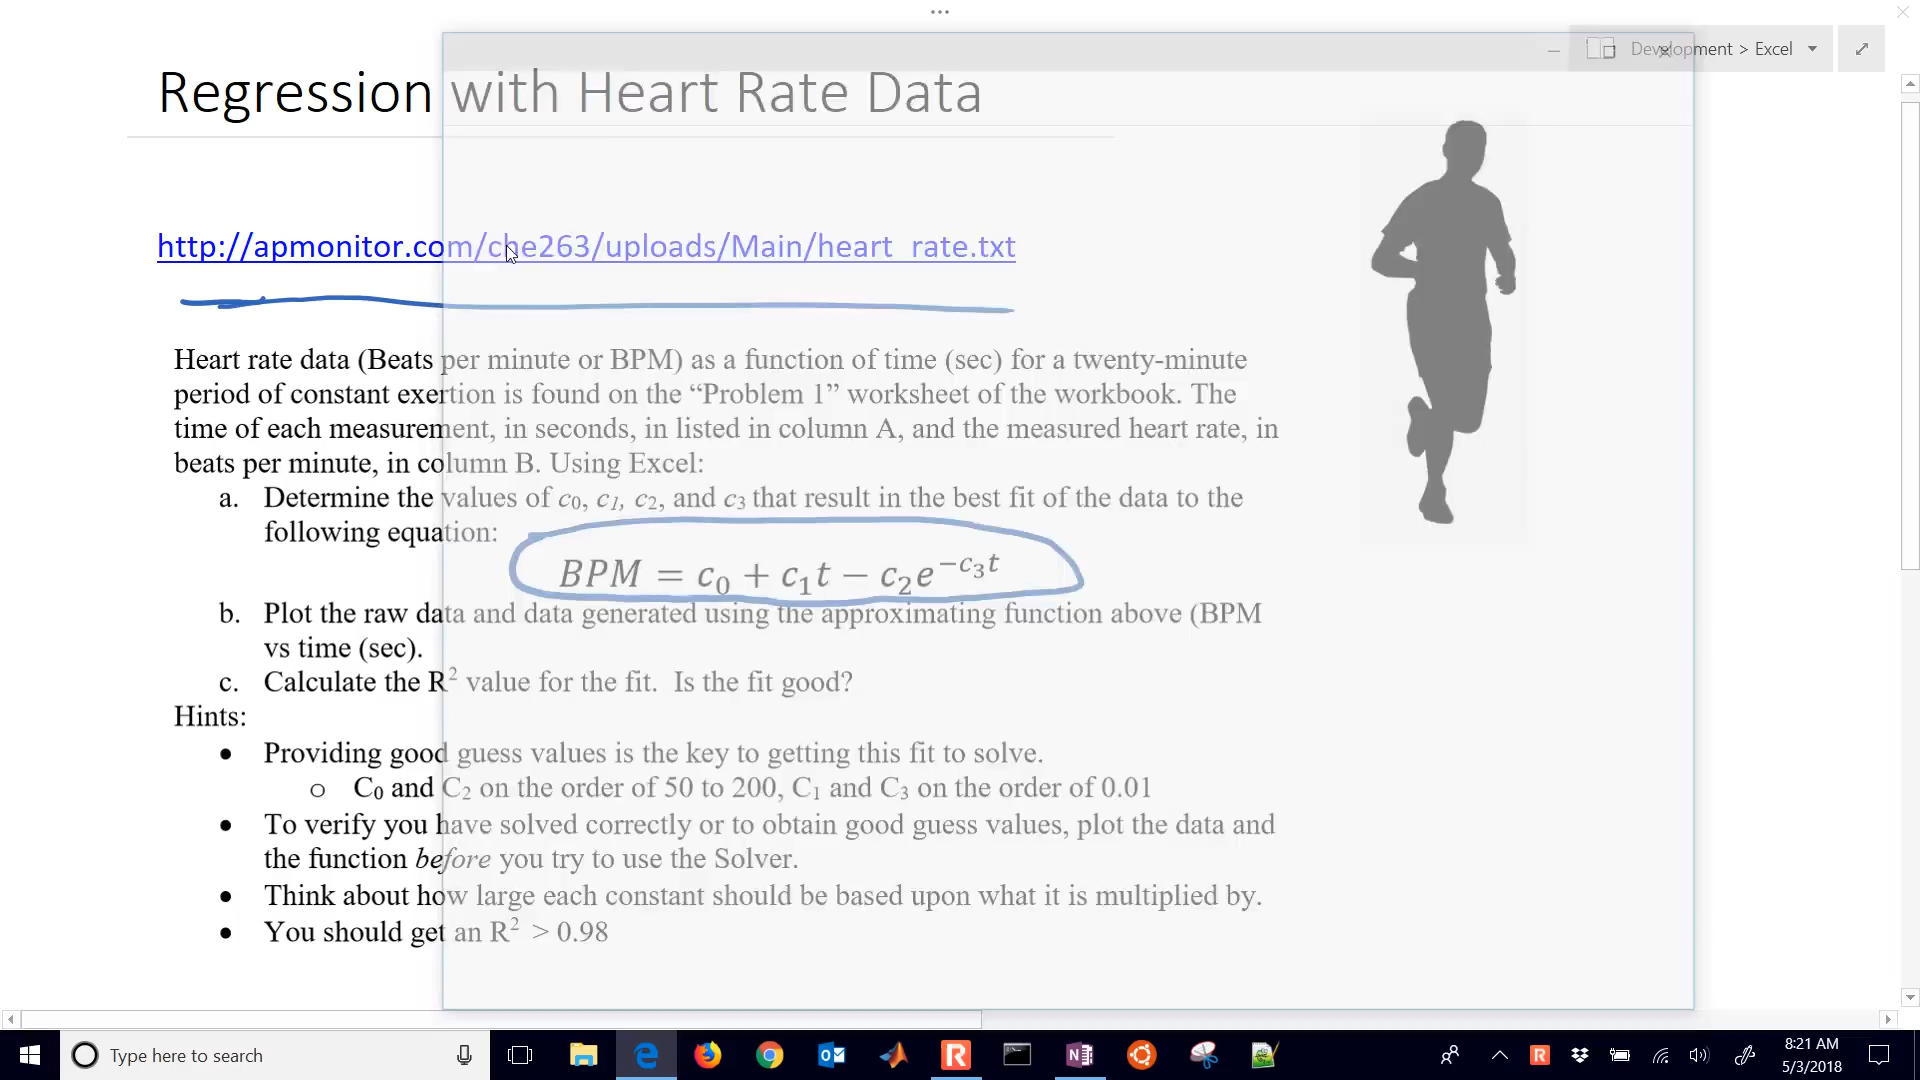 ...
Development > Excel
Regression with Heart Rate Data
http://apmonitor.com/che263/uploads/Main/heart_rate.txt
Heart rate data (Beats per minute or BPM) as a function of time (sec) for a twenty-minute
period of constant exertion is found on the “Problem 1” worksheet of the workbook. The
time of each measurement, in seconds, in listed in column A, and the measured heart rate, in
beats per minute, in column B. Using Excel:
a. Determine the values of c0, c1, c2, and c3 that result in the best fit of the data to the
following equation:
BPM = c₀ + c₁t − c₂e^(−c₃t)
b. Plot the raw data and data generated using the approximating function above (BPM
vs time (sec).
c. Calculate the R² value for the fit. Is the fit good?
Hints:
• Providing good guess values is the key to getting this fit to solve.
o C0 and C2 on the order of 50 to 200, C1 and C3 on the order of 0.01
• To verify you have solved correctly or to obtain good guess values, plot the data and
the function before you try to use the Solver.
• Think about how large each constant should be based upon what it is multiplied by.
• You should get an R² > 0.98
Type here to search
8:21 AM
5/3/2018